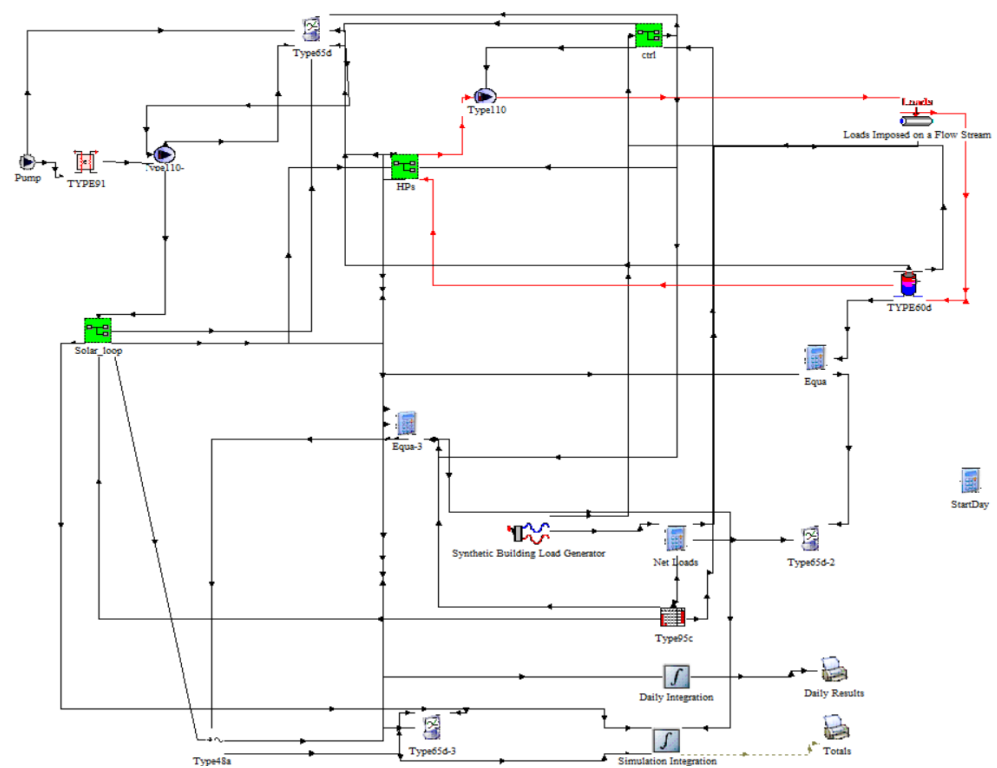 Type65d
ctrl
Type110
Loads
Loads Imposed on a Flow Stream
Pump
TYPE91
Type110-
HPs
TYPE60d
Solar_loop
Equa
Equa-3
StartDay
Synthetic Building Load Generator
Net Loads
Type65d-2
Type95c
Daily Integration
Daily Results
Type65d-3
Type48a
Simulation Integration
Totals